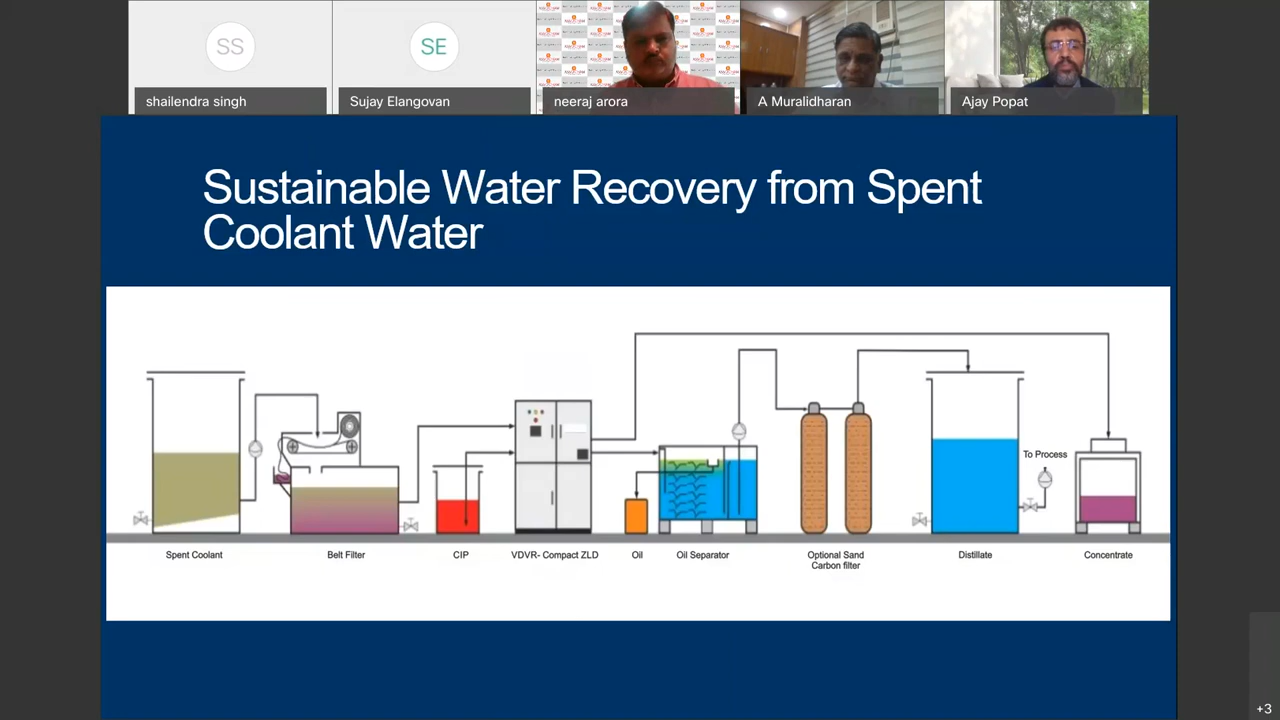 SS
SE
shailendra singh
Sujay Elangovan
neeraj arora
A Muralidharan
Ajay Popat
Sustainable Water Recovery from Spent
Coolant Water
To Process
Spent Coolant
Belt Filter
CIP
VDVR- Compact ZLD
Oil
Oil Separator
Optional Sand
Carbon filter
Distillate
Concentrate
+3